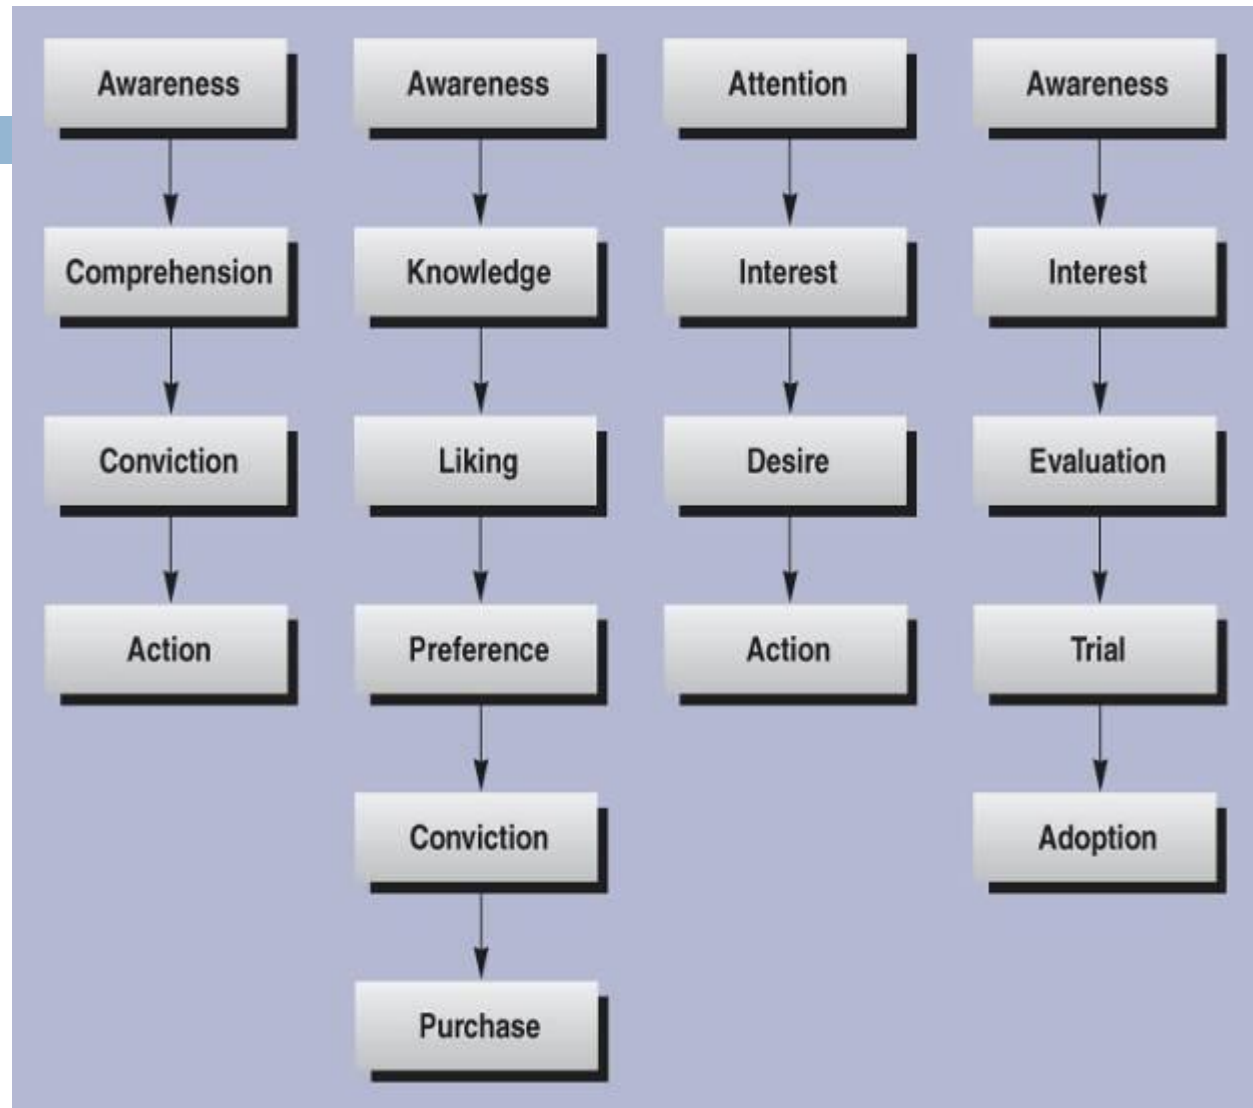 Awareness
Comprehension
Conviction
Action
Awareness
Knowledge
Liking
Preference
Conviction
Purchase
Attention
Interest
Desire
Action
Awareness
Interest
Evaluation
Trial
Adoption